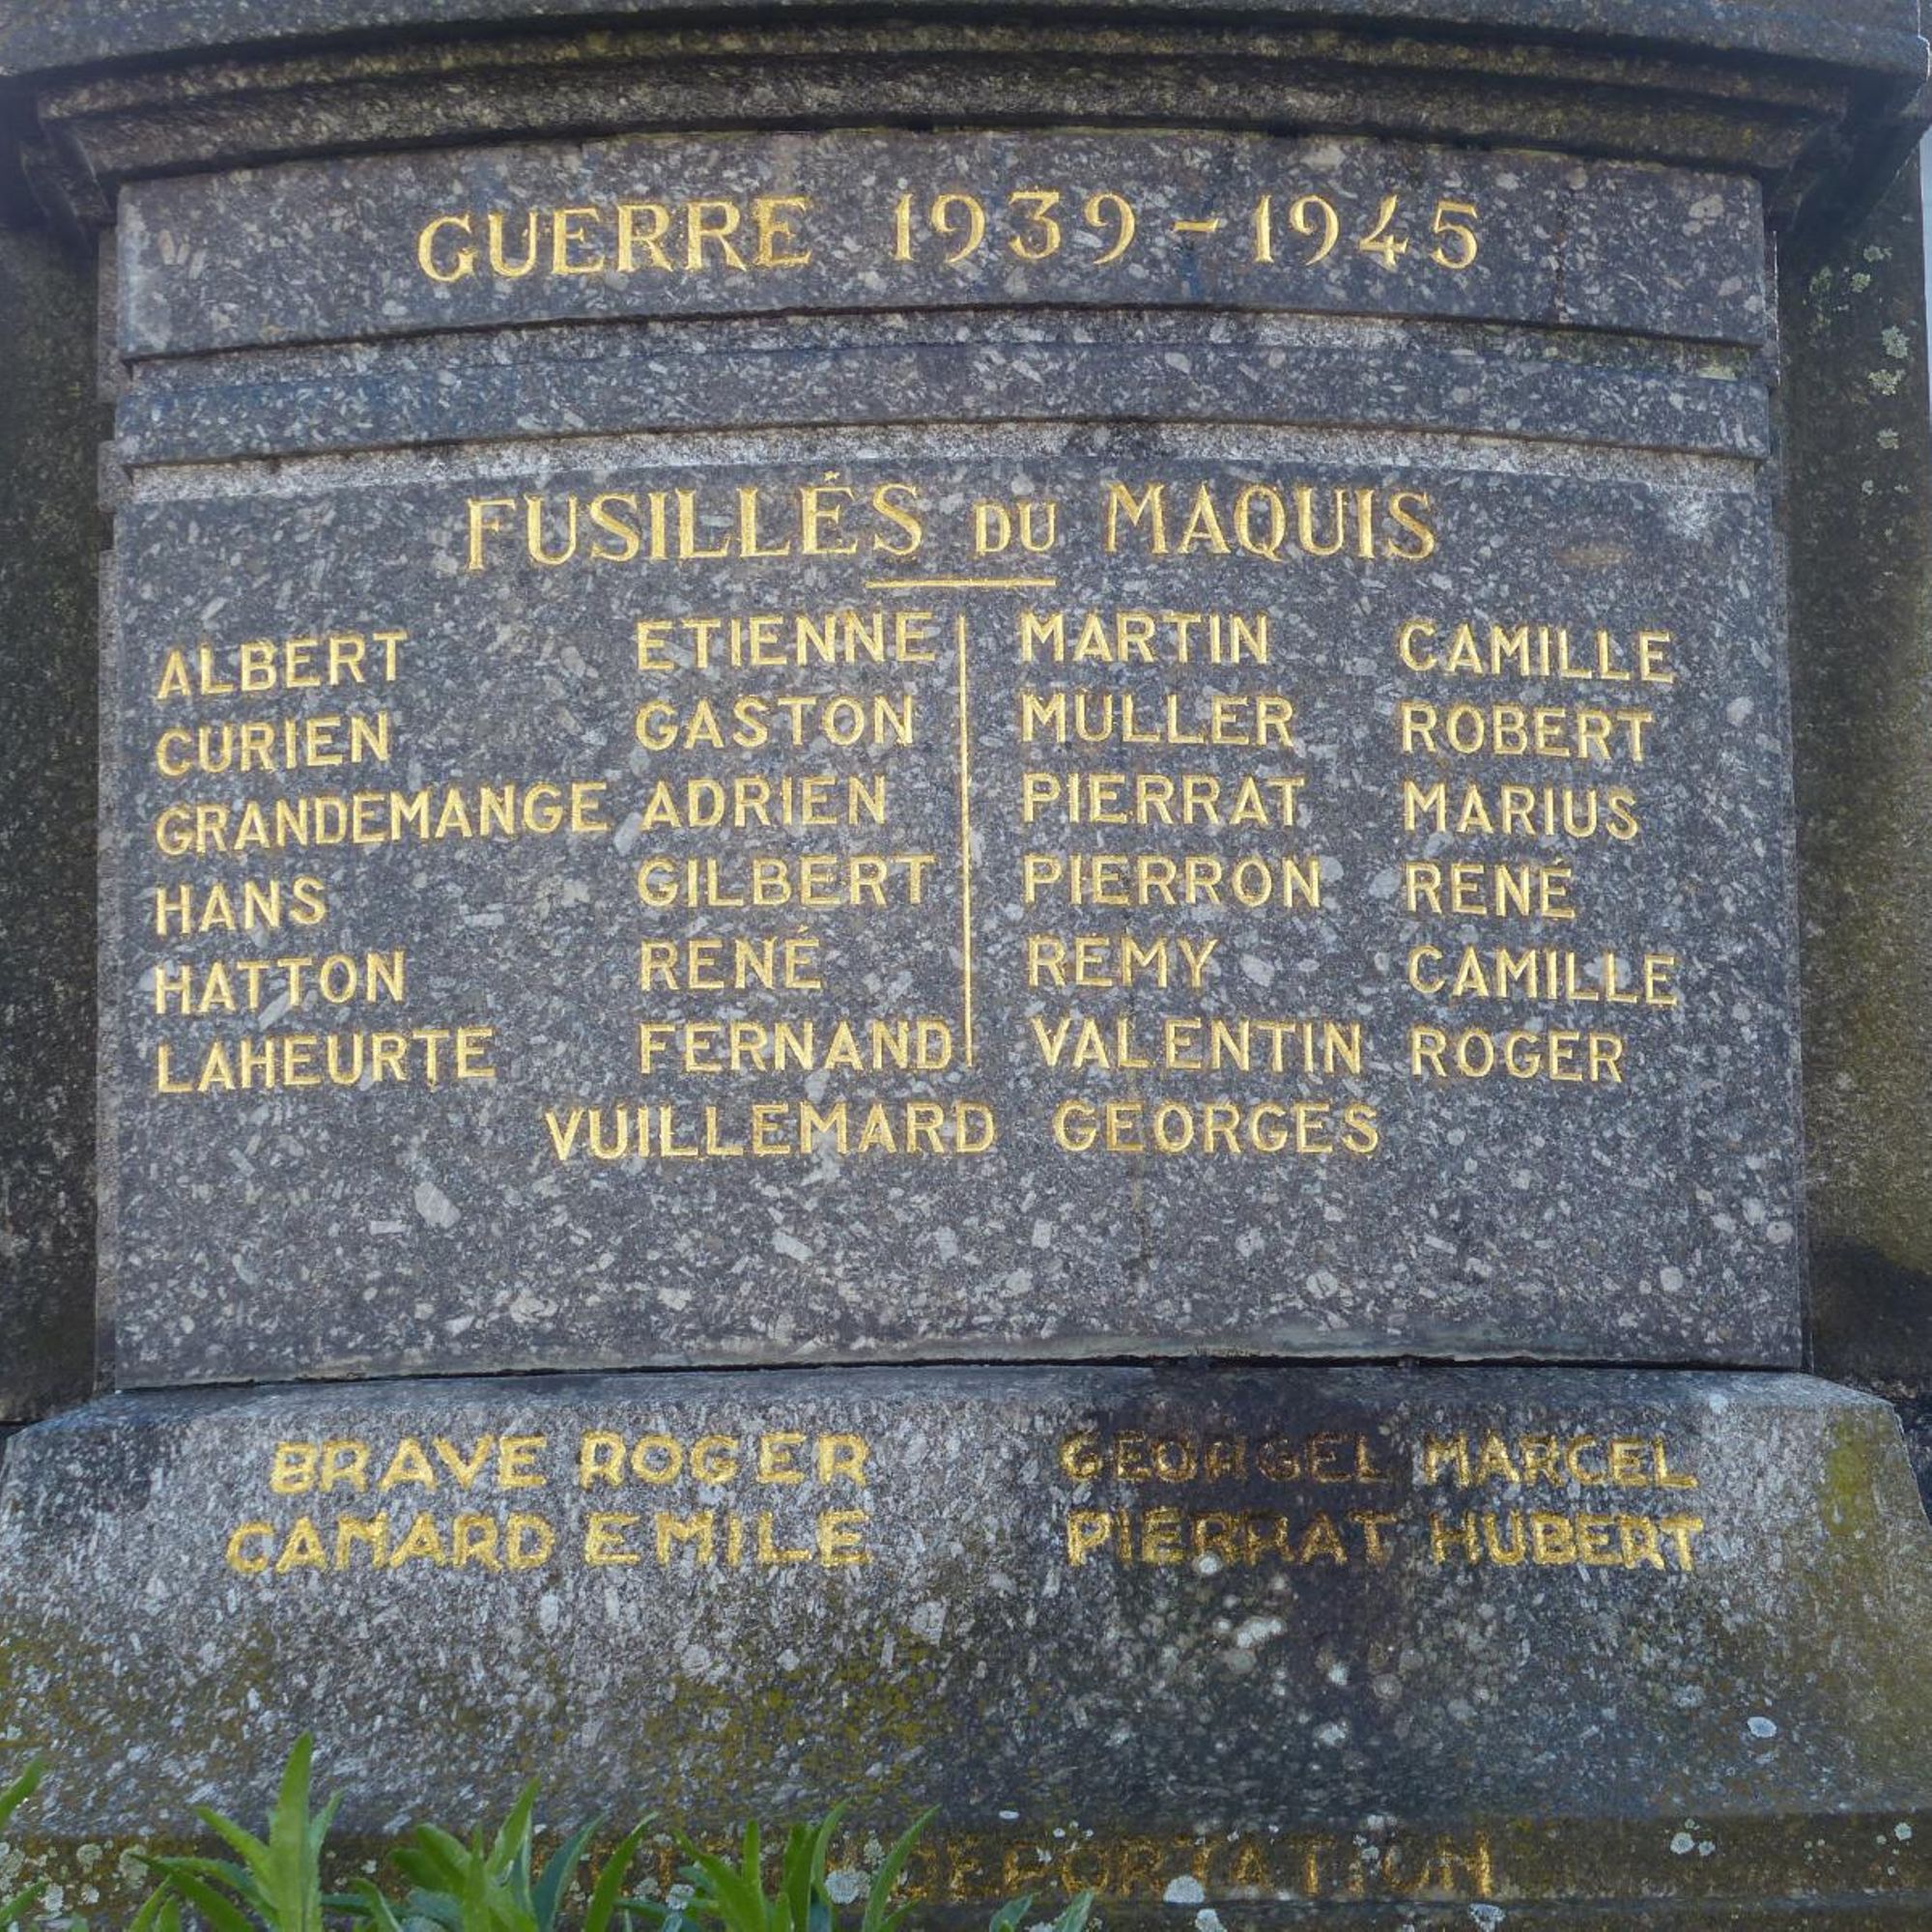 GUERRE 1939-1945
FUSILLÉS DU MAQUIS
ALBERT ETIENNE
CURIEN GASTON
GRANDEMANGE ADRIEN
HANS GILBERT
HATTON RENÉ
LAHEURTE FERNAND
MARTIN CAMILLE
MULLER ROBERT
PIERRAT MARIUS
PIERRON RENÉ
REMY CAMILLE
VALENTIN ROGER
VUILLEMARD GEORGES
BRAVE ROGER
CAMARD EMILE
GEORGEL MARCEL
PIERRAT HUBERT
DEPORTATION